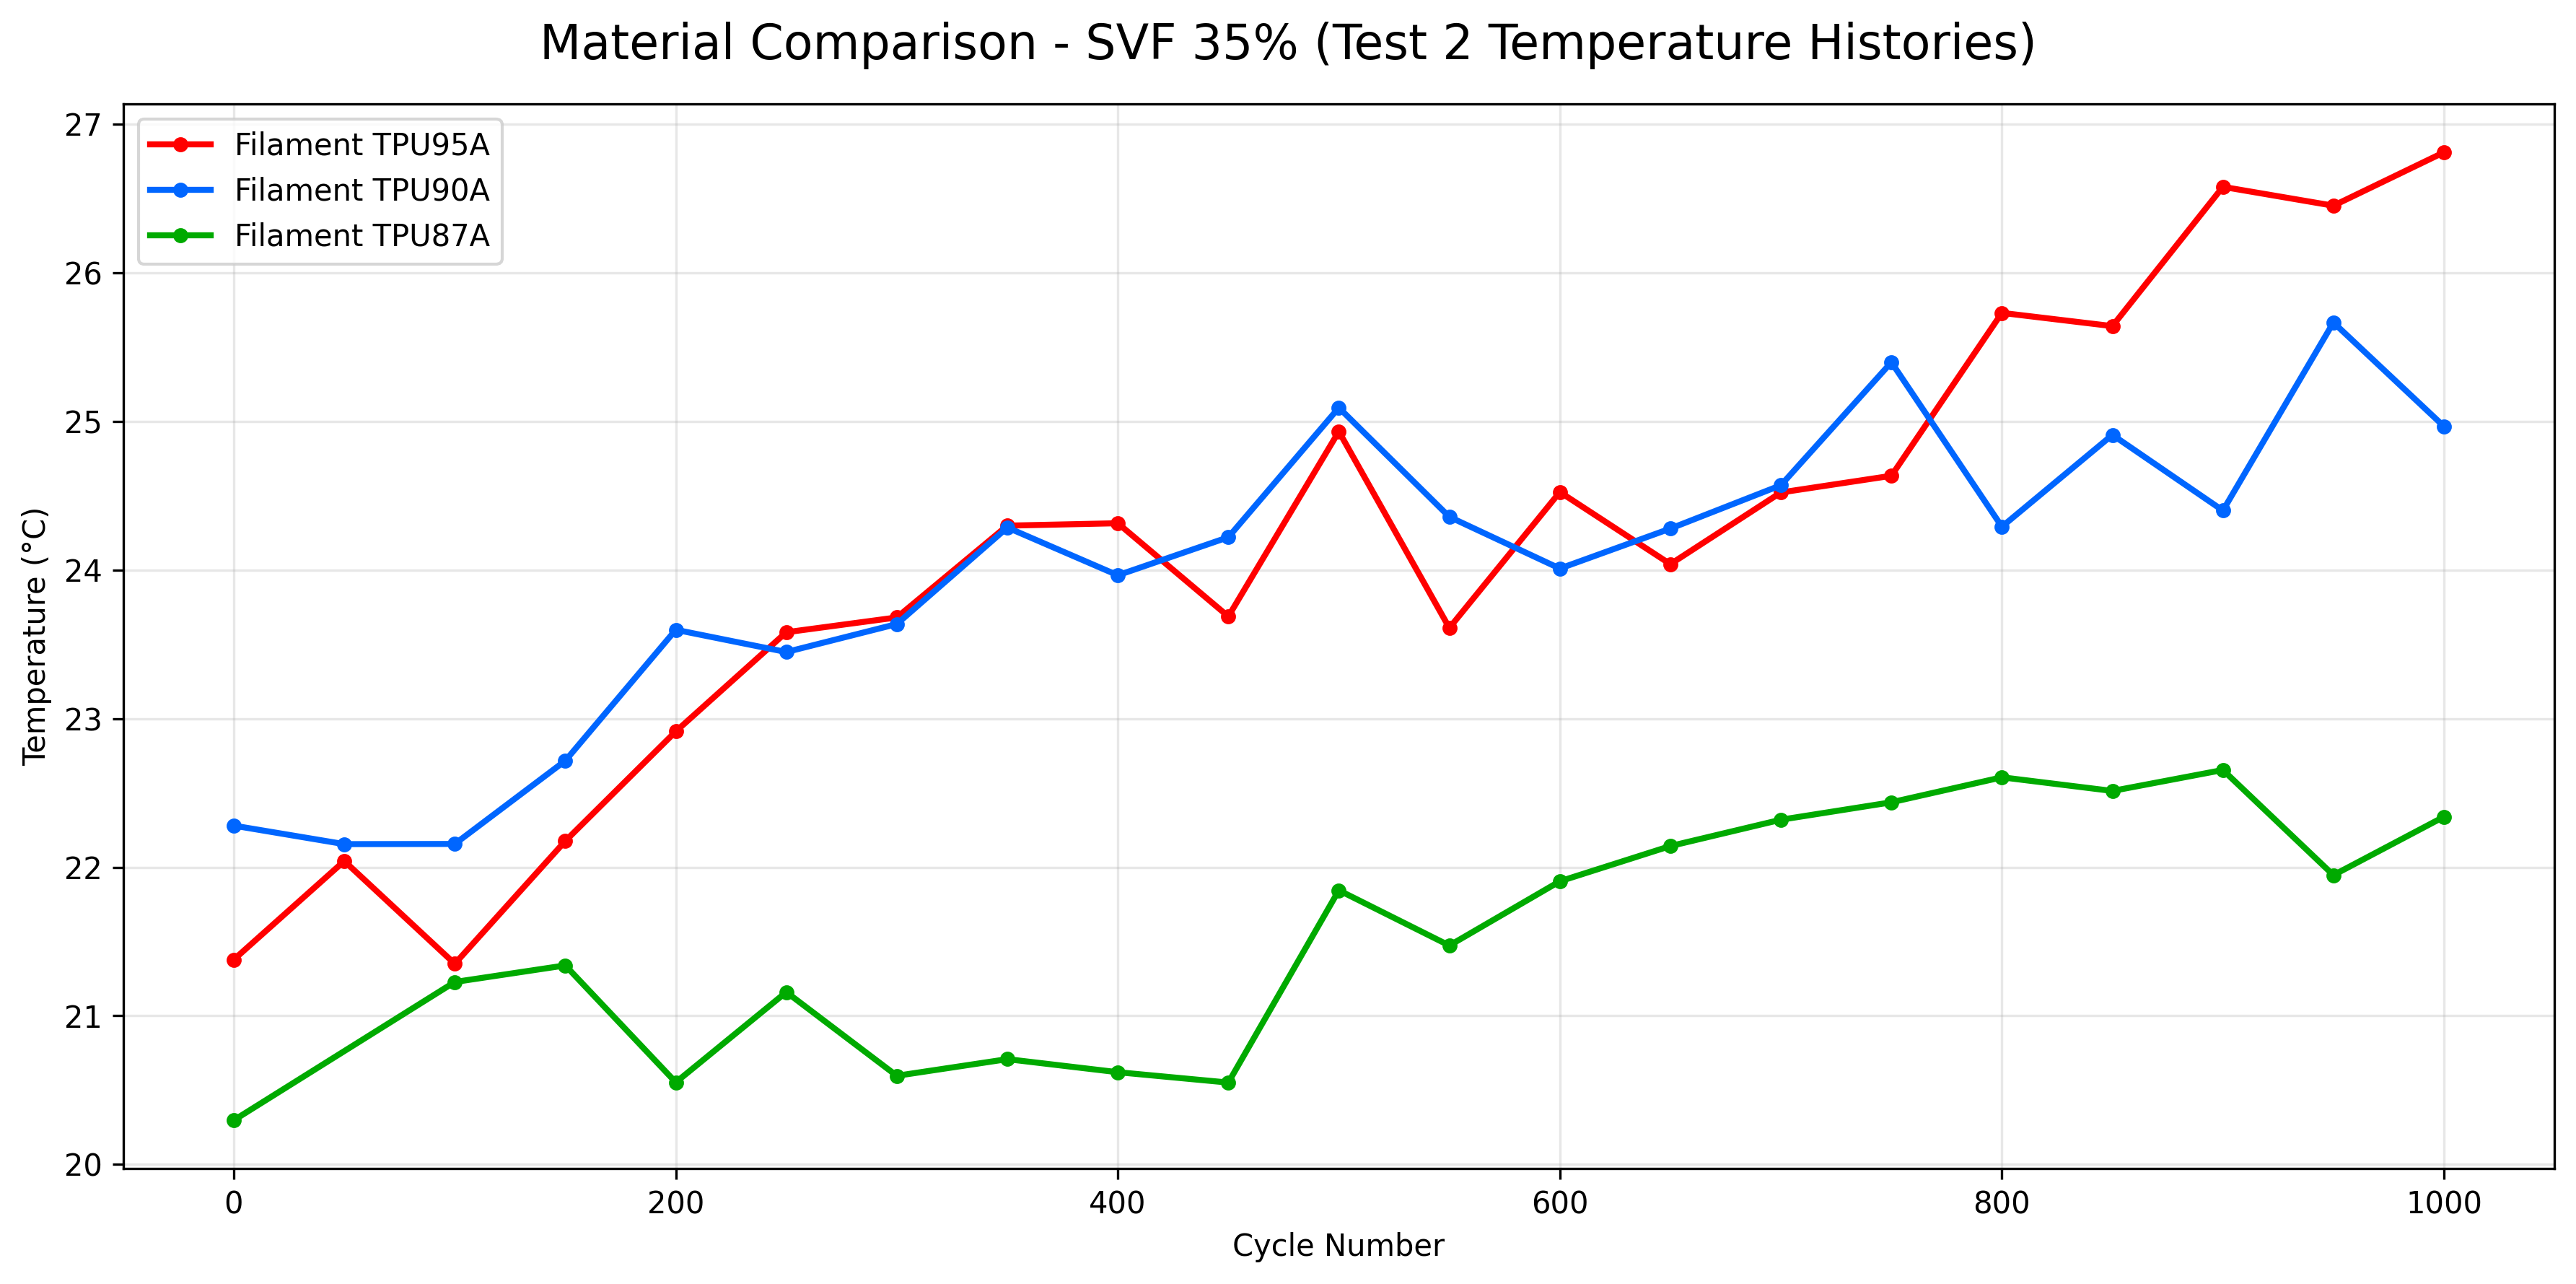 Material Comparison - SVF 35% (Test 2 Temperature Histories)
Filament TPU95A
Filament TPU90A
Filament TPU87A
Temperature (°C)
27
26
25
24
23
22
21
20
0 200 400 600 800 1000
Cycle Number